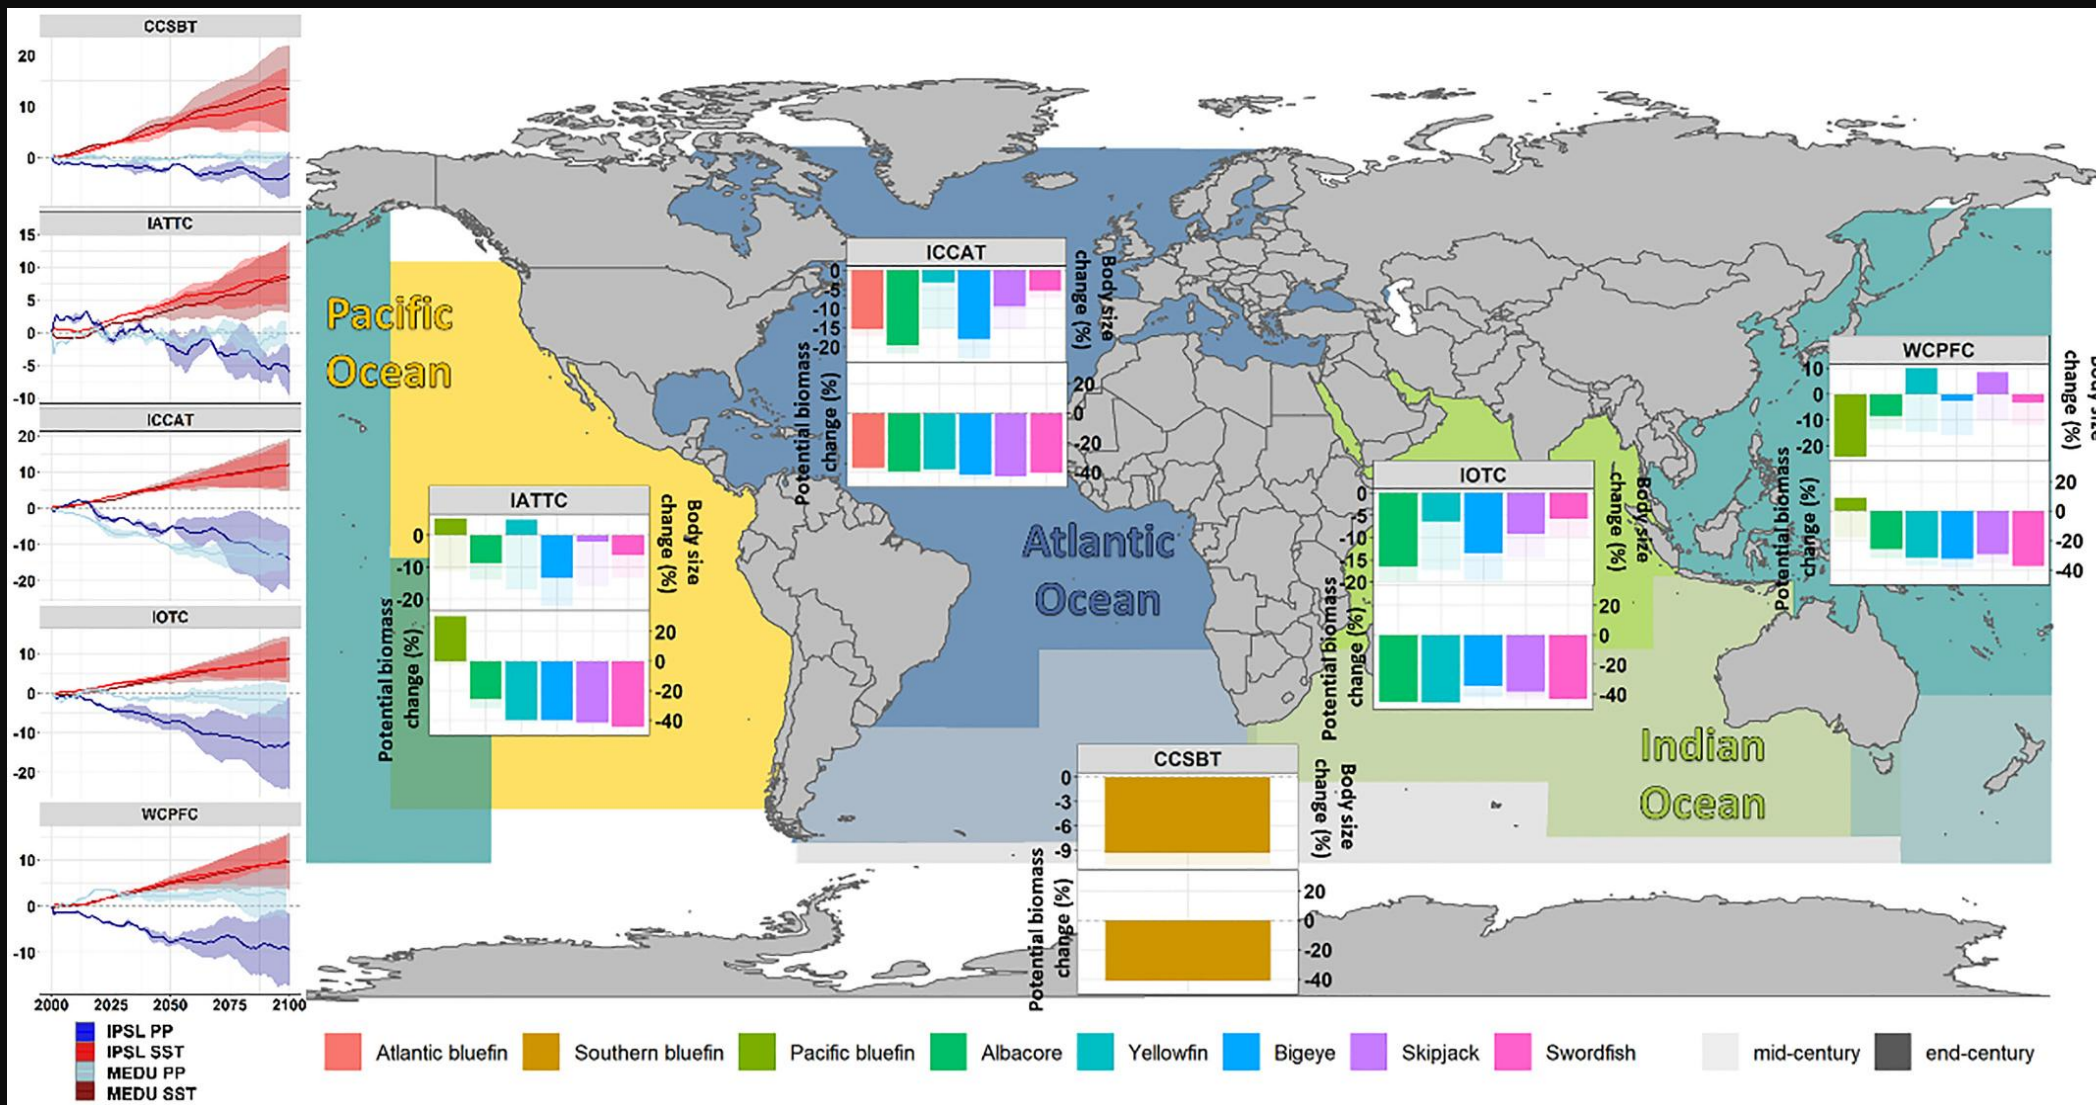 CCSBT
20
10
0
IATTC
15
10
5
0
-5
-10
ICCAT
20
10
0
-10
-20
IOTC
10
0
-10
-20
WCPFC
10
0
-10
2000 2025 2050 2075 2100
IPSL PP
IPSL SST
MEDU PP
MEDU SST
Pacific
Ocean
IATTC
0
-10
-20
Body size
change (%)
20
0
-20
-40
Potential biomass
change (%)
ICCAT
0
-5
-10
-15
-20
Body size
change (%)
20
0
-20
-40
Potential biomass
change (%)
Atlantic
Ocean
IOTC
0
-5
-10
-15
-20
Body size
change (%)
20
0
-20
-40
Potential biomass
change (%)
WCPFC
10
0
-10
-20
Body size
change (%)
20
0
-20
-40
Potential biomass
change (%)
Indian
Ocean
CCSBT
0
-3
-6
-9
Body size
change (%)
20
0
-20
-40
Potential biomass
change (%)
Atlantic bluefin Southern bluefin Pacific bluefin Albacore Yellowfin Bigeye Skipjack Swordfish mid-century end-century